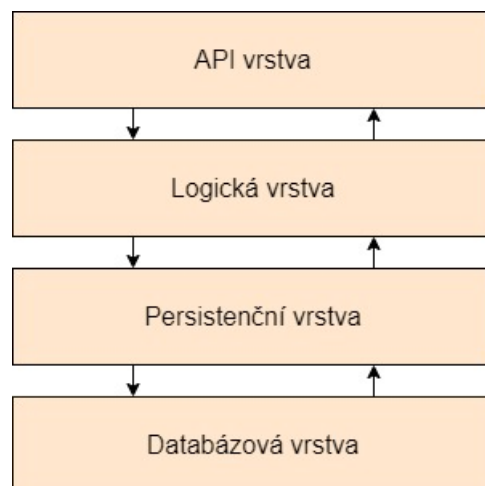 API vrstva
Logická vrstva
Persistenční vrstva
Databázová vrstva